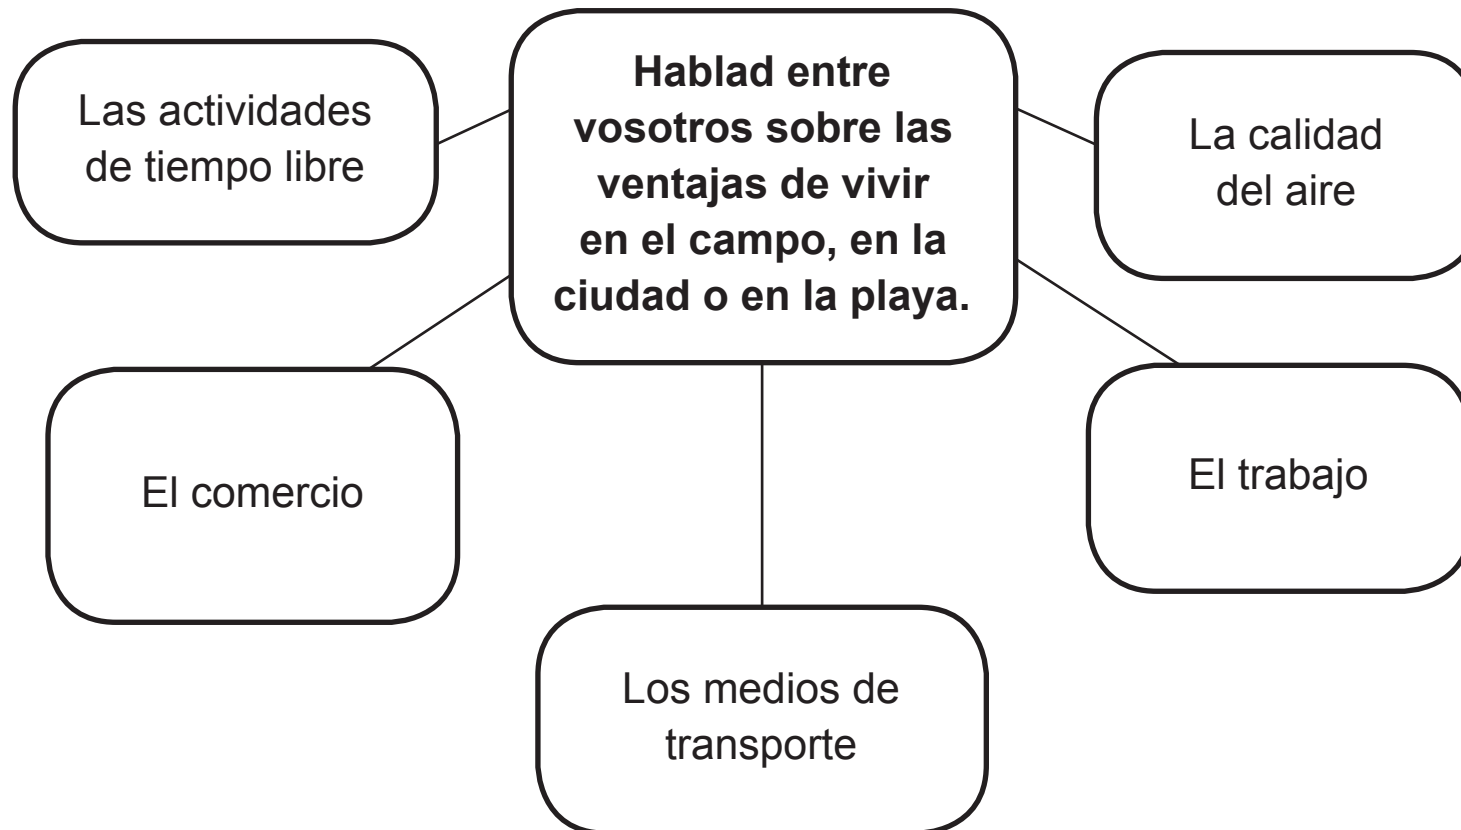 Hablad entre
vosotros sobre las
ventajas de vivir
en el campo, en la
ciudad o en la playa.
Las actividades
de tiempo libre
La calidad
del aire
El comercio
El trabajo
Los medios de
transporte